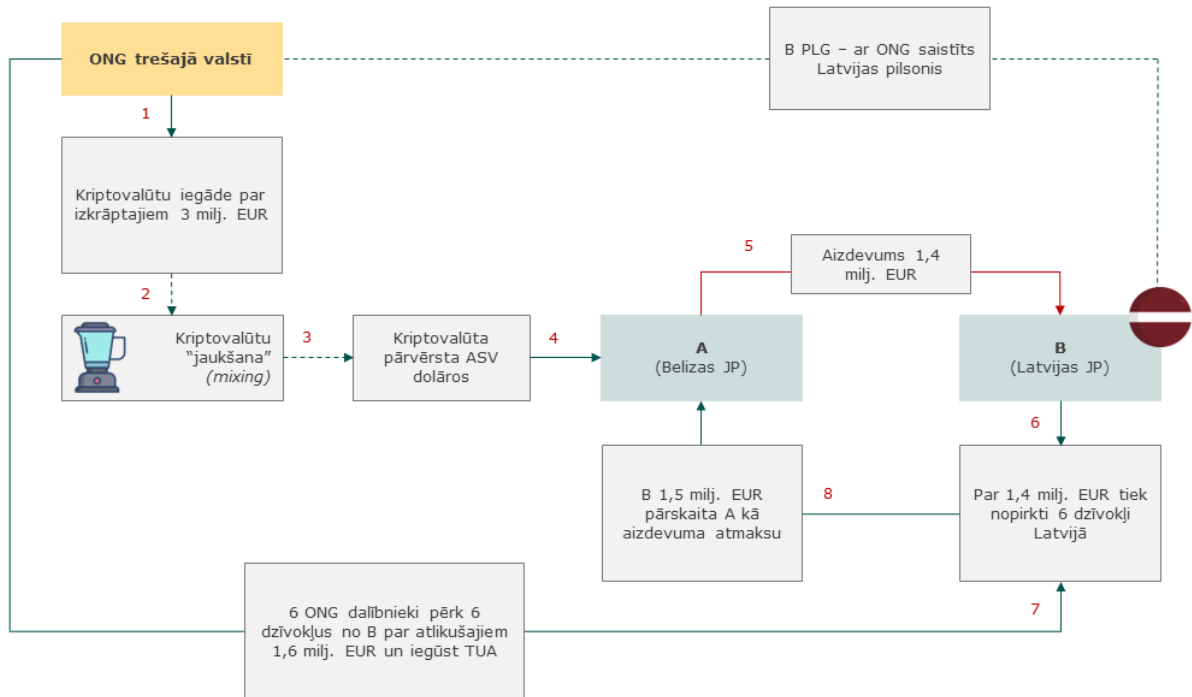 ONG trešajā valstī
B PLG – ar ONG saistīts
Latvijas pilsonis
1
Kriptovalūtu iegāde par
izkrāptajiem 3 milj. EUR
2
Kriptovalūtu
“jaukšana”
(mixing)
3
Kriptovalūta
pārvērsta ASV
dolāros
4
A
(Belizas JP)
5
Aizdevums 1,4
milj. EUR
B
(Latvijas JP)
6
Par 1,4 milj. EUR tiek
nopirkti 6 dzīvokļi
Latvijā
7
6 ONG dalībnieki pērk 6
dzīvokļus no B par atlikušajiem
1,6 milj. EUR un iegūst TUA
8
B 1,5 milj. EUR
pārskaita A kā
aizdevuma atmaksu